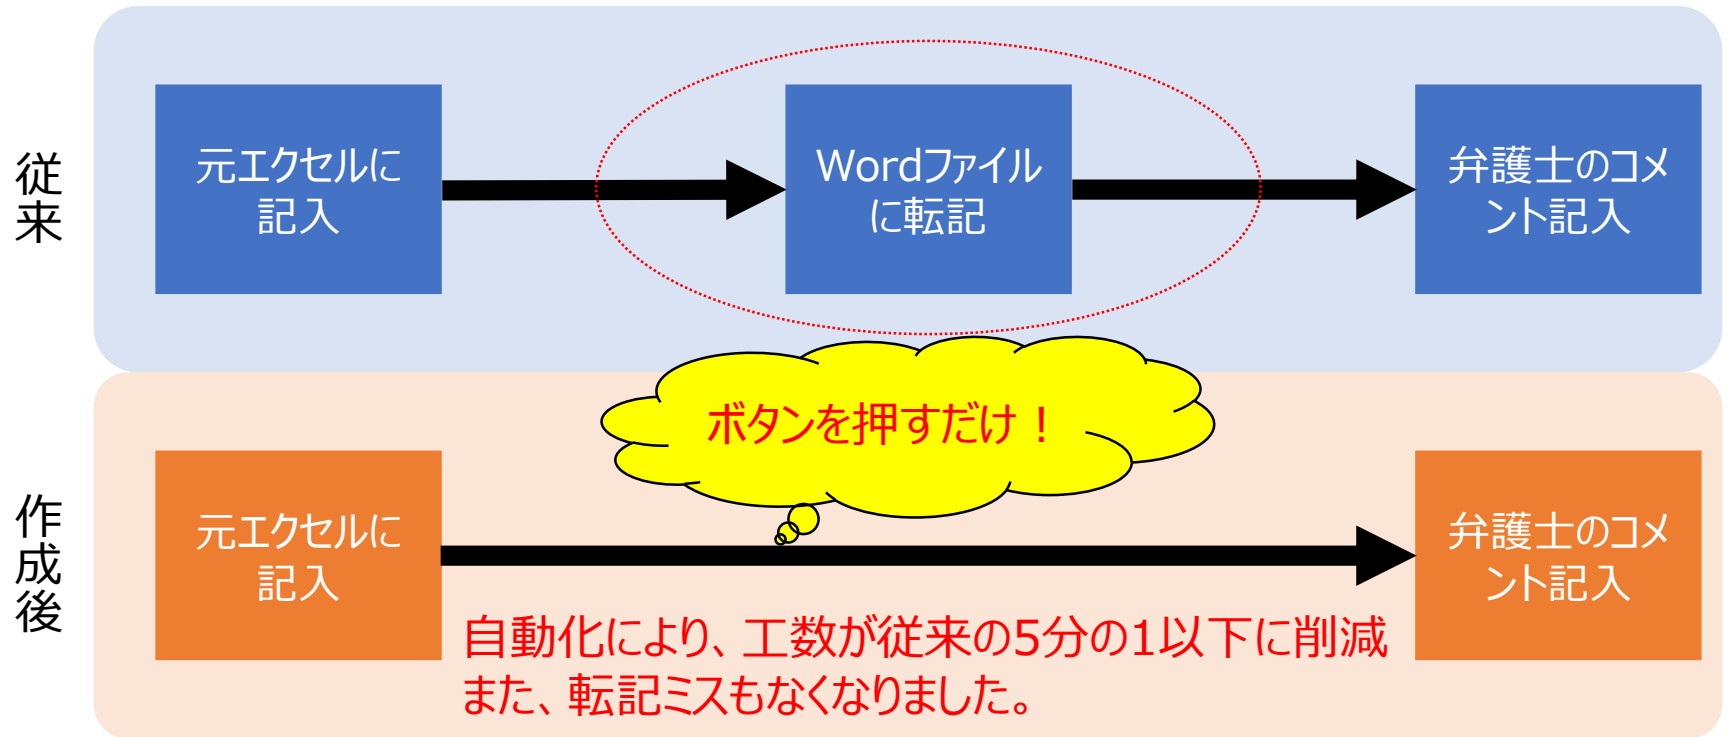 従来
元エクセルに
記入
Wordファイル
に転記
弁護士のコメ
ント記入
ボタンを押すだけ！
作成後
元エクセルに
記入
弁護士のコメ
ント記入
自動化により、工数が従来の5分の1以下に削減
また、転記ミスもなくなりました。